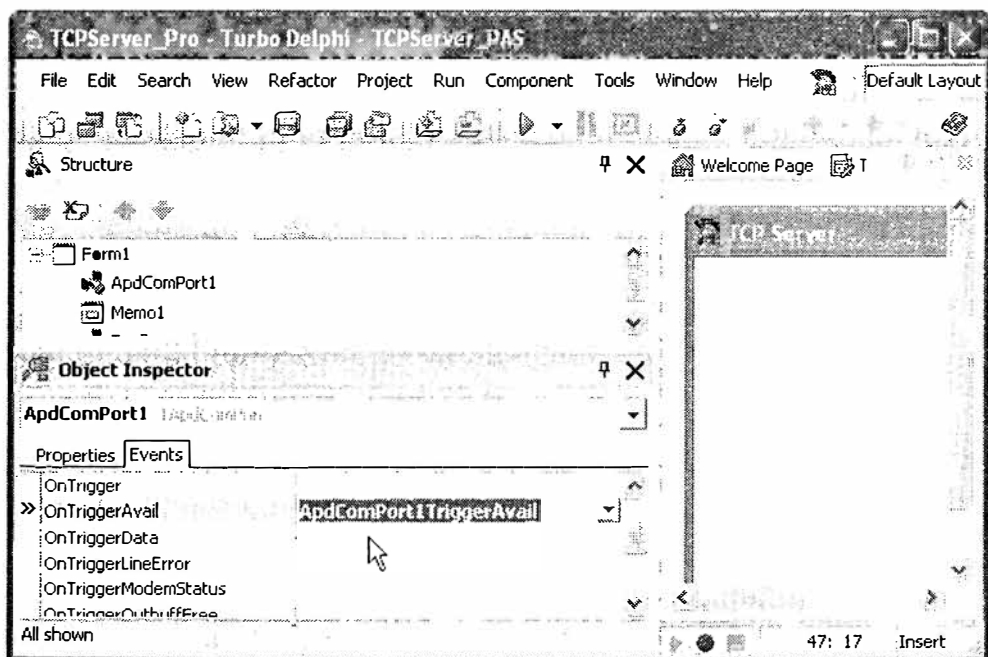 TCPServer_Pro - Turbo Delphi - TCPServer_PAS
File Edit Search View Refactor Project Run Component Tools Window Help Default Layout
Structure
Welcome Page T
TCP Server
Form1
ApdComPort1
Memo1
Object Inspector
ApdComPort1
Properties Events
OnTrigger
OnTriggerAvail ApdComPort1TriggerAvail
OnTriggerData
OnTriggerLineError
OnTriggerModemStatus
OnTriggerOutbuffFree
All shown
47: 17 Insert